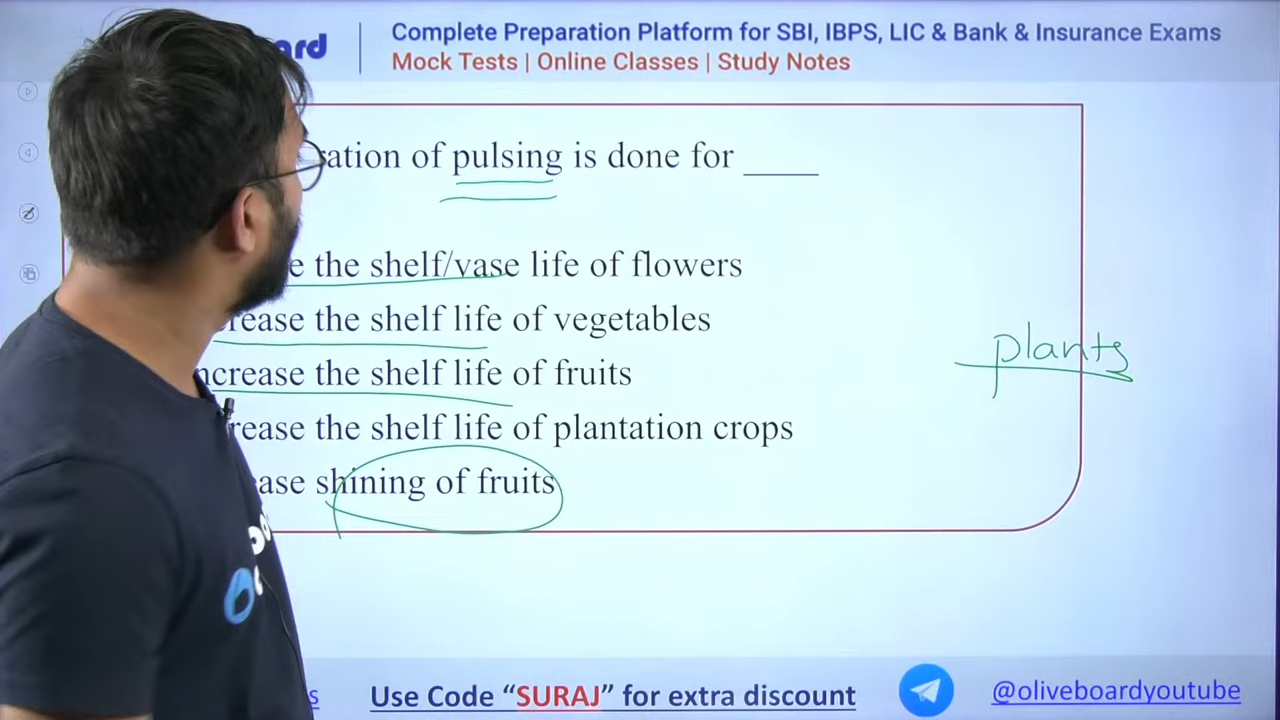 ard
Complete Preparation Platform for SBI, IBPS, LIC & Bank & Insurance Exams
Mock Tests | Online Classes | Study Notes
ration of pulsing is done for ____
e the shelf/vase life of flowers
rease the shelf life of vegetables
ncrease the shelf life of fruits
plants
rease the shelf life of plantation crops
ase shining of fruits
s
Use Code “SURAJ” for extra discount
@oliveboardyoutube